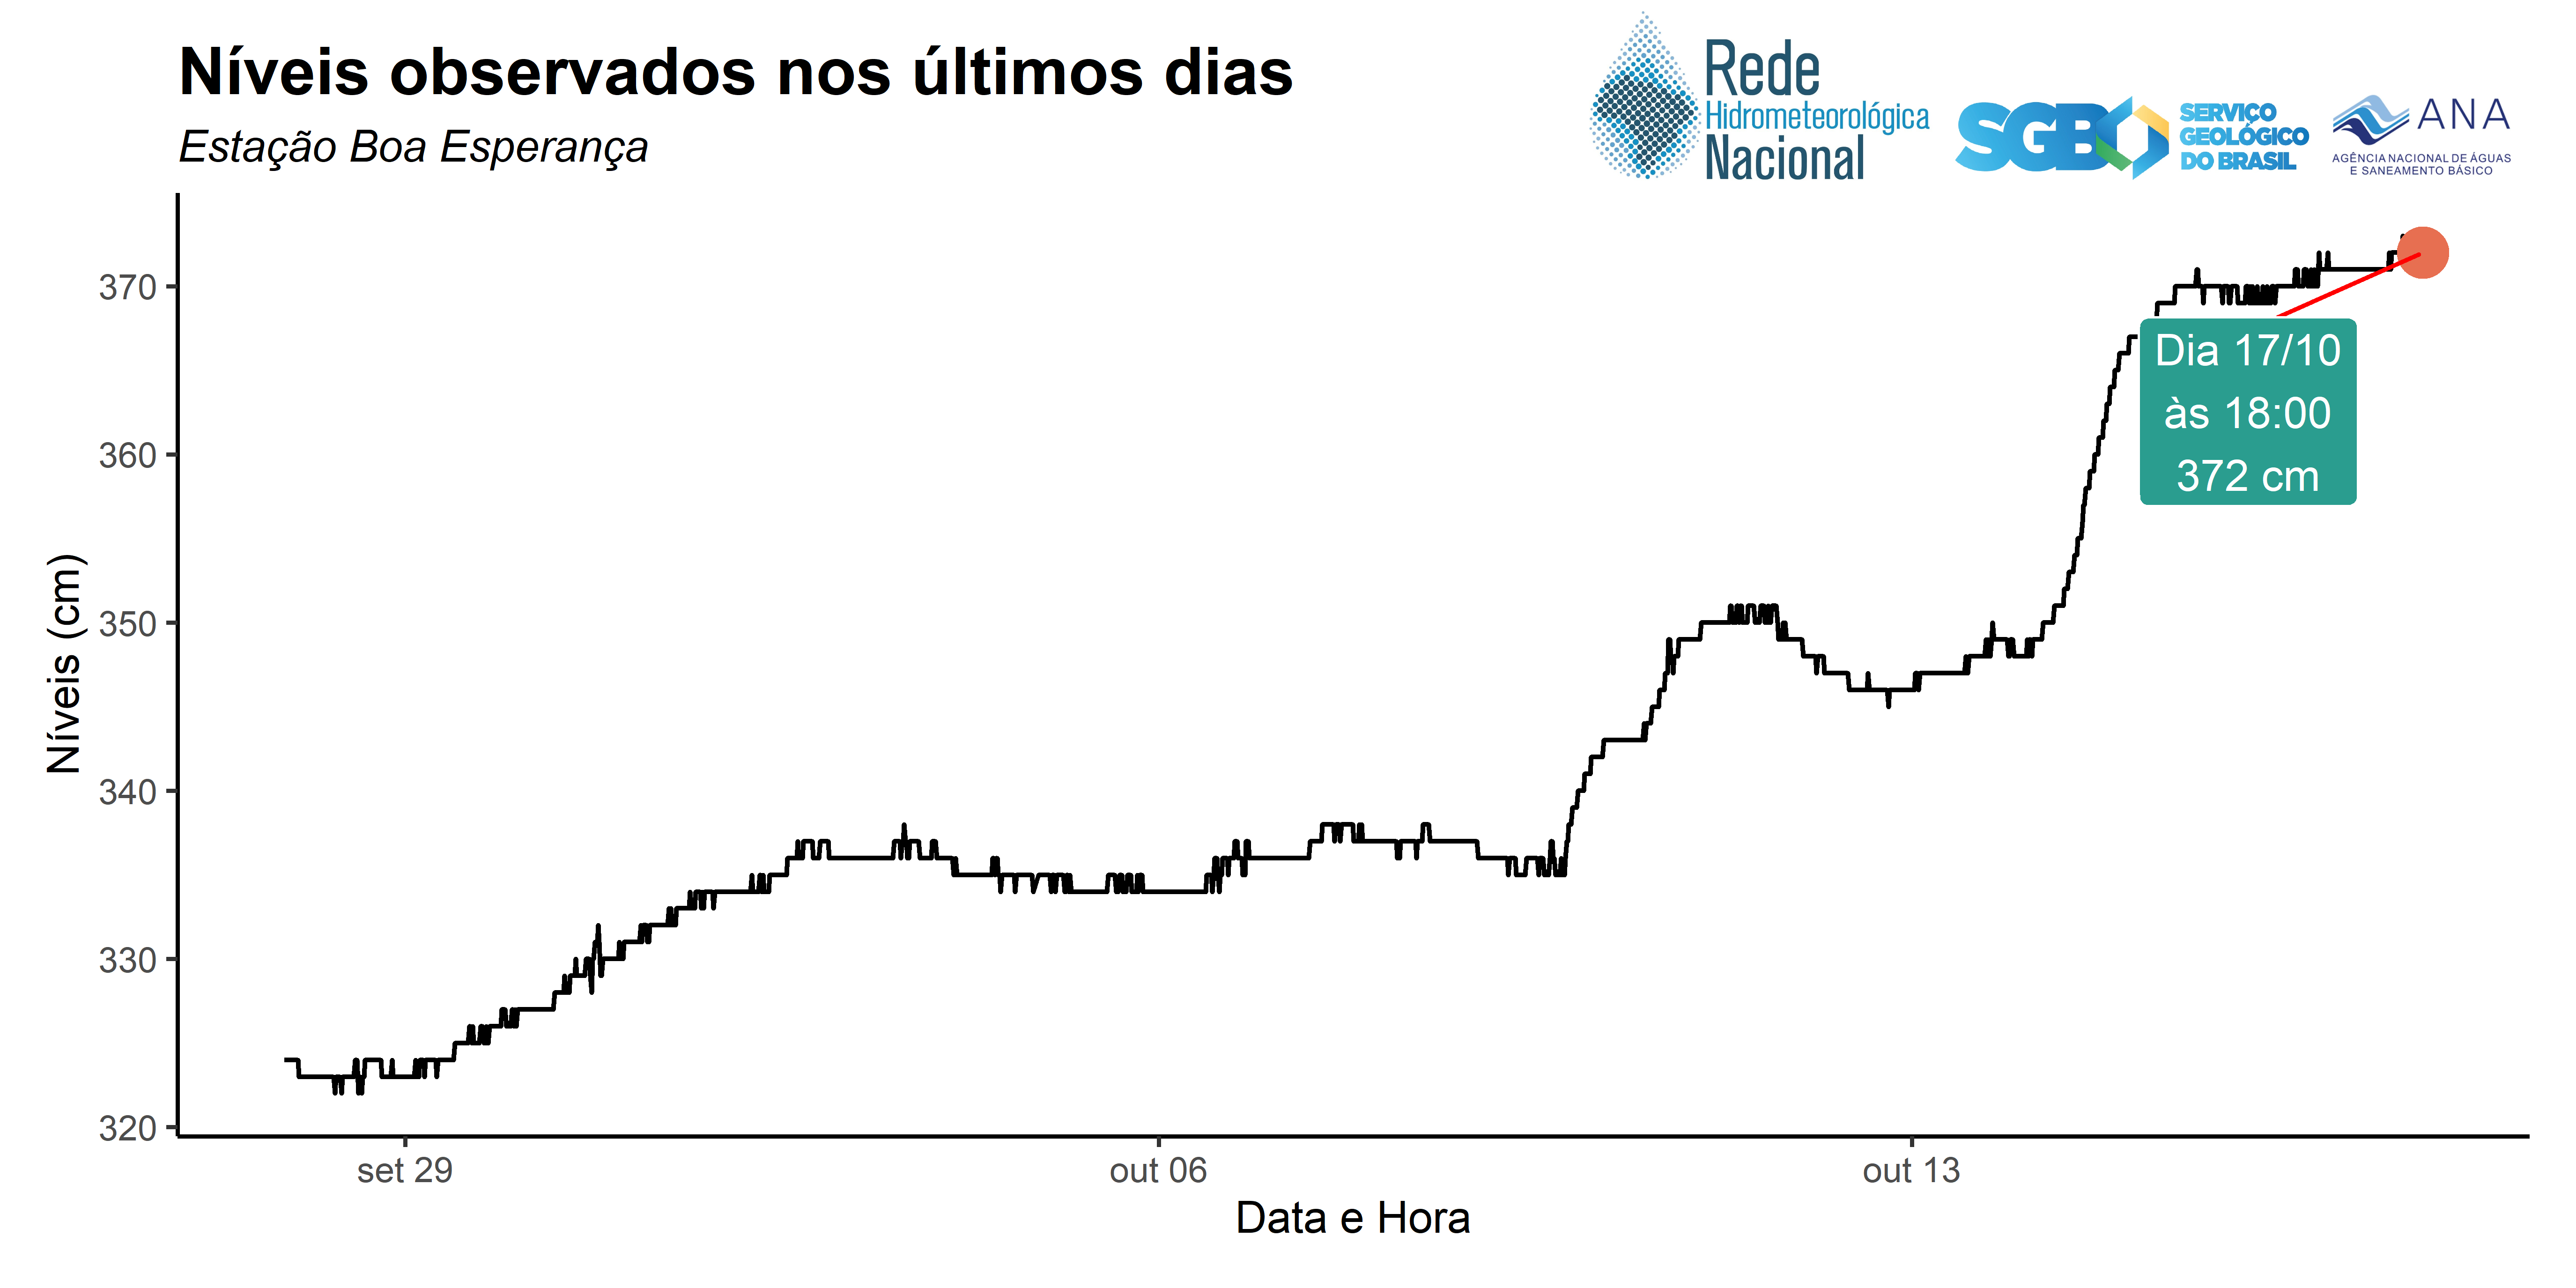 Níveis observados nos últimos dias
Estação Boa Esperança
Rede
Hidrometeorológica
Nacional
SGB
SERVIÇO
GEOLÓGICO
DO BRASIL
ANA
AGÊNCIA NACIONAL DE ÁGUAS
E SANEAMENTO BÁSICO
Níveis (cm)
370
360
350
340
330
320
Dia 17/10
às 18:00
372 cm
set 29
out 06
out 13
Data e Hora